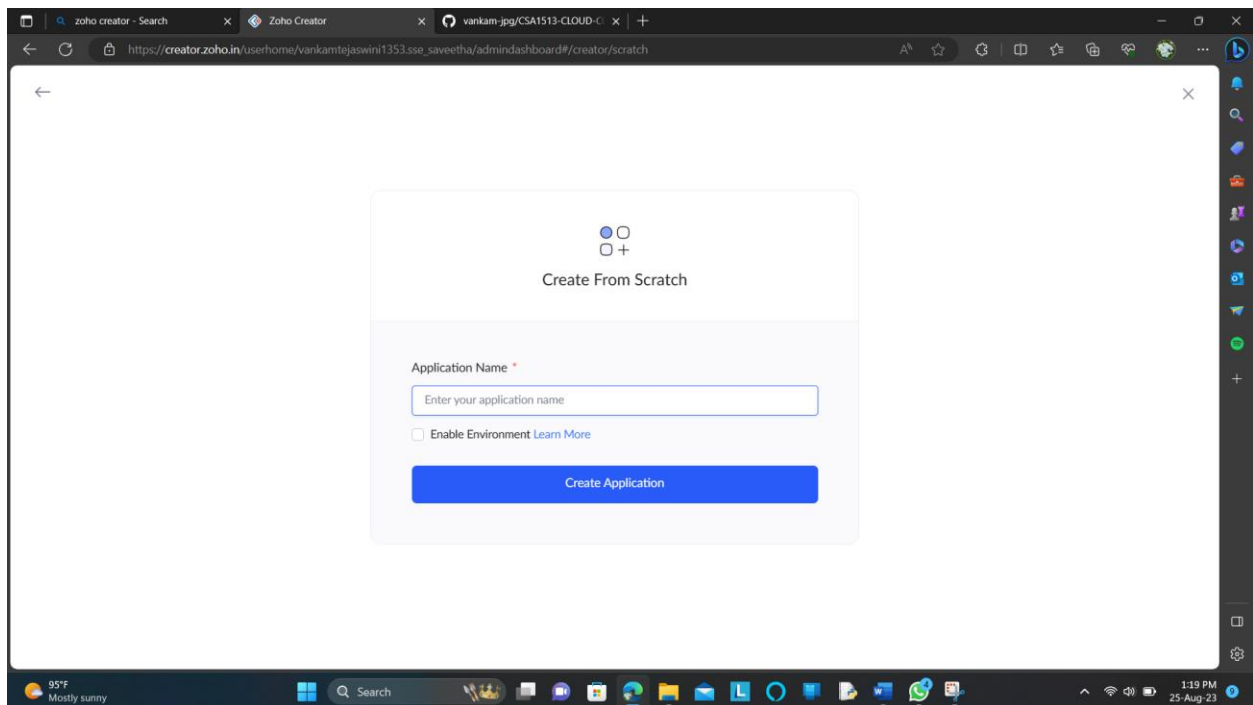 zoho creator - Search
Zoho Creator
vankam-jpg/CSA1513-CLOUD-C
https://creator.zoho.in/userhome/vankamtejaswini1353.sse_saveetha/admindashboard#/creator/scratch
Create From Scratch
Application Name *
Enter your application name
Enable Environment Learn More
Create Application
95°F
Mostly sunny
Search
1:19 PM
25-Aug-23